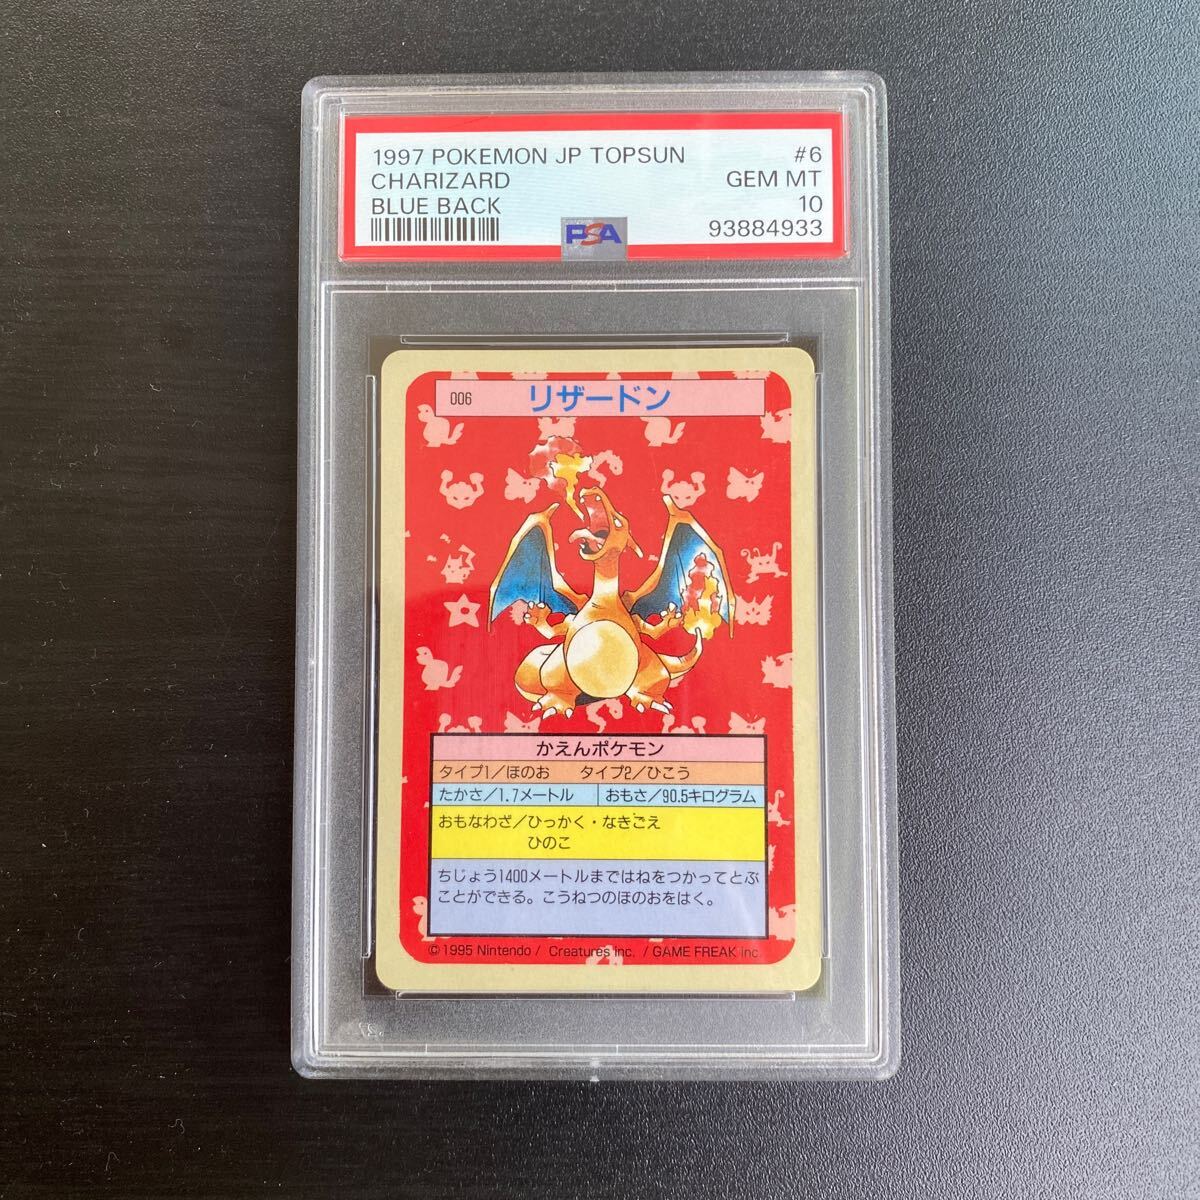 1997 POKEMON JP TOPSUN #6
CHARIZARD GEM MT
BLUE BACK 10
PSA 93884933
006 リザードン
かえんポケモン
タイプ1／ほのお タイプ2／ひこう
たかさ／1.7メートル おもさ／90.5キログラム
おもなわざ／ひっかく・なきごえ
ひのこ
ちじょう1400メートルまではねをつかってとぶ
ことができる。こうねつのほのおをはく。
©1995 Nintendo / Creatures inc. / GAME FREAK inc.